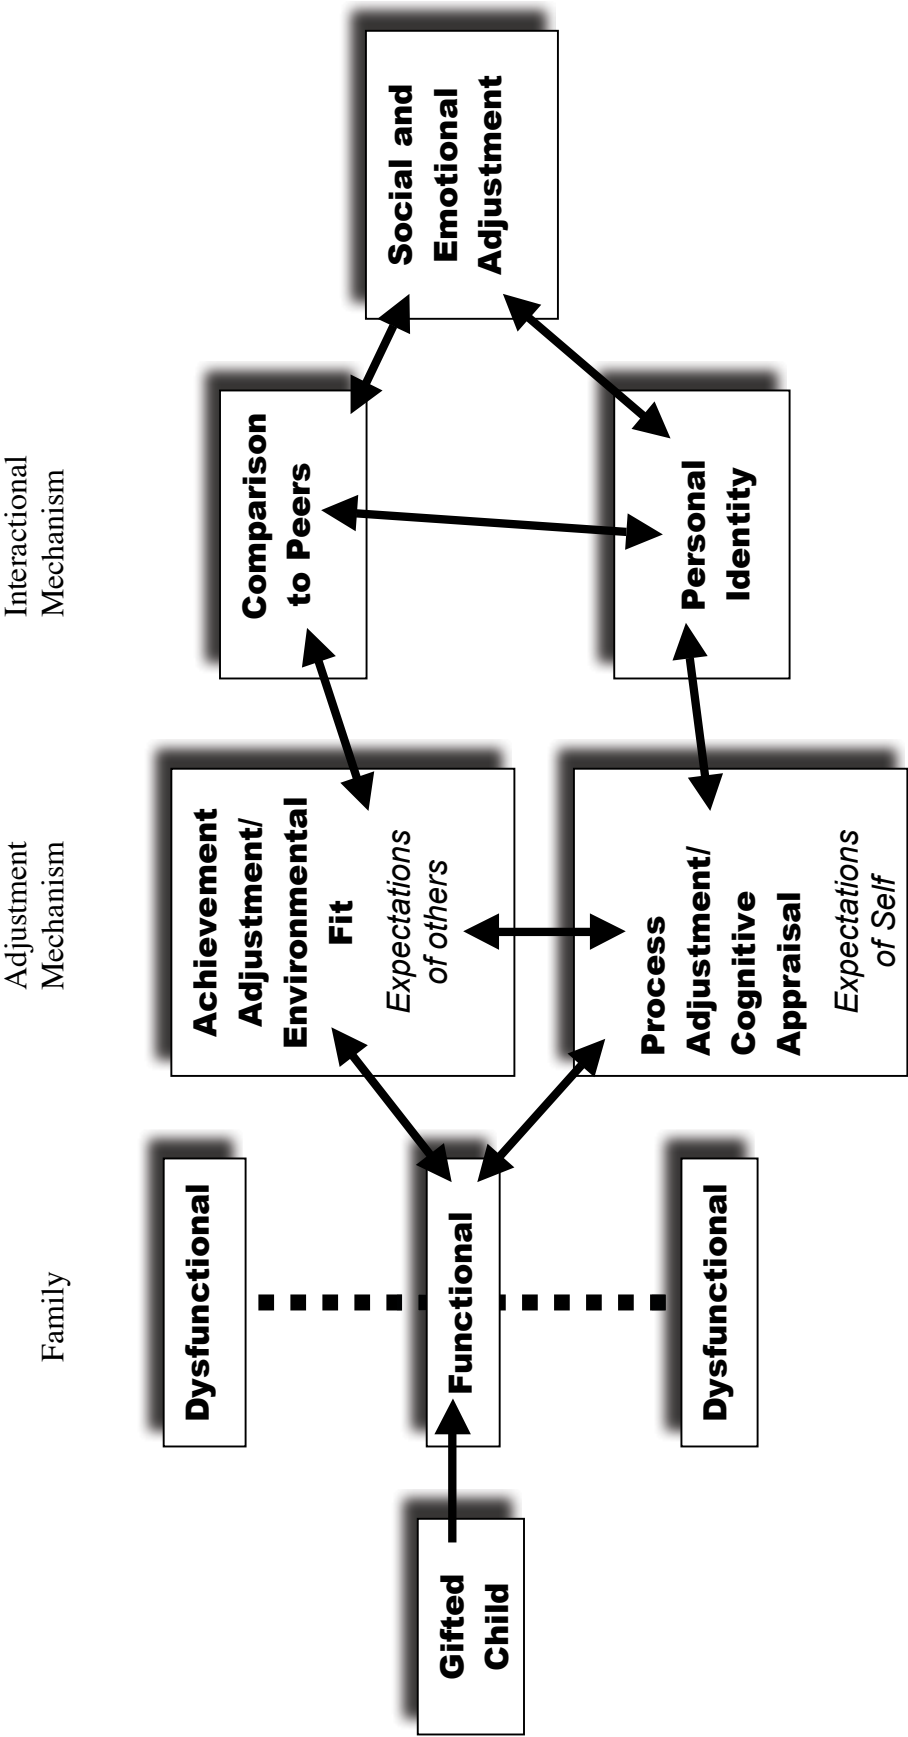 Family
Adjustment
Mechanism
Interactional
Mechanism
Gifted
Child
Dysfunctional
Functional
Dysfunctional
Achievement
Adjustment/
Environmental
Fit
Expectations
of others
Process
Adjustment/
Cognitive
Appraisal
Expectations
of Self
Comparison
to Peers
Personal
Identity
Social and
Emotional
Adjustment